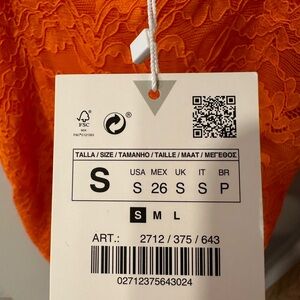 FSC
TALLA / SIZE / TAMANHO / TAILLE / MAAT / ΜΕΓΕΘΟΣ
S
USA MEX UK IT BR
S 26 S S P
S M L
ART.: 2712 / 375 / 643
02712375643024